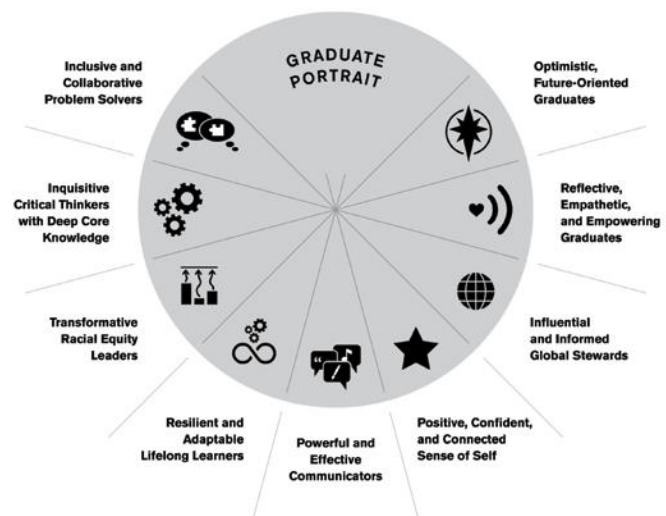 GRADUATE
PORTRAIT
Optimistic,
Future-Oriented
Graduates
Reflective,
Empathetic,
and Empowering
Graduates
Influential
and Informed
Global Stewards
Positive, Confident,
and Connected
Sense of Self
Powerful and
Effective
Communicators
Resilient and
Adaptable
Lifelong Learners
Transformative
Racial Equity
Leaders
Inquisitive
Critical Thinkers
with Deep Core
Knowledge
Inclusive and
Collaborative
Problem Solvers